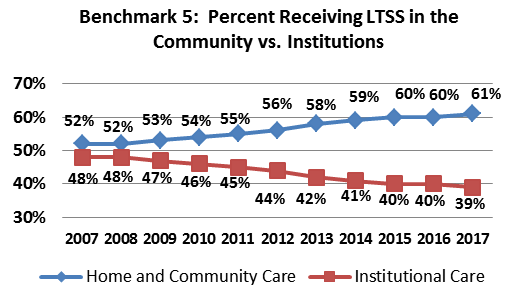 Benchmark 5:  Percent Receiving LTSS in the
Community vs. Institutions
70%
60%
50%
40%
30%
52% 52% 53% 54% 55% 56% 58% 59% 60% 60% 61%
48% 48% 47% 46% 45% 44% 42% 41% 40% 40% 39%
2007 2008 2009 2010 2011 2012 2013 2014 2015 2016 2017
Home and Community Care Institutional Care